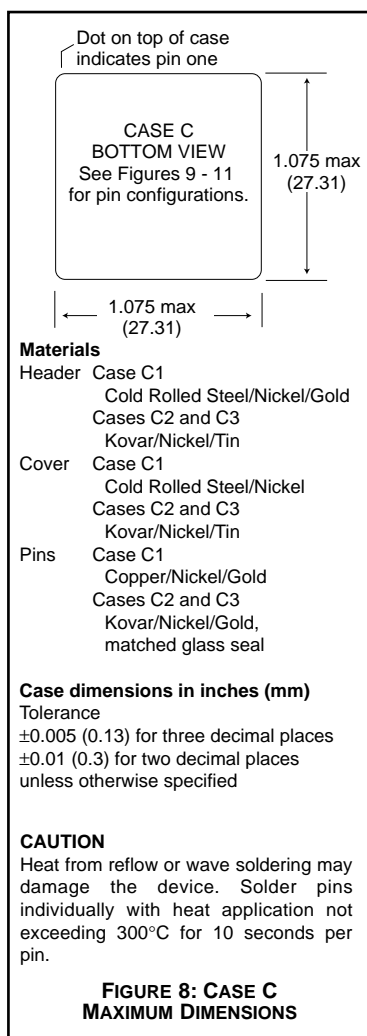 Dot on top of case
indicates pin one
CASE C
BOTTOM VIEW
See Figures 9 - 11
for pin configurations.
1.075 max
(27.31)
1.075 max
(27.31)
Materials
Header Case C1
Cold Rolled Steel/Nickel/Gold
Cases C2 and C3
Kovar/Nickel/Tin
Cover Case C1
Cold Rolled Steel/Nickel
Cases C2 and C3
Kovar/Nickel/Tin
Pins Case C1
Copper/Nickel/Gold
Cases C2 and C3
Kovar/Nickel/Gold,
matched glass seal
Case dimensions in inches (mm)
Tolerance
±0.005 (0.13) for three decimal places
±0.01 (0.3) for two decimal places
unless otherwise specified
CAUTION
Heat from reflow or wave soldering may
damage the device. Solder pins
individually with heat application not
exceeding 300°C for 10 seconds per
pin.
FIGURE 8: CASE C
MAXIMUM DIMENSIONS